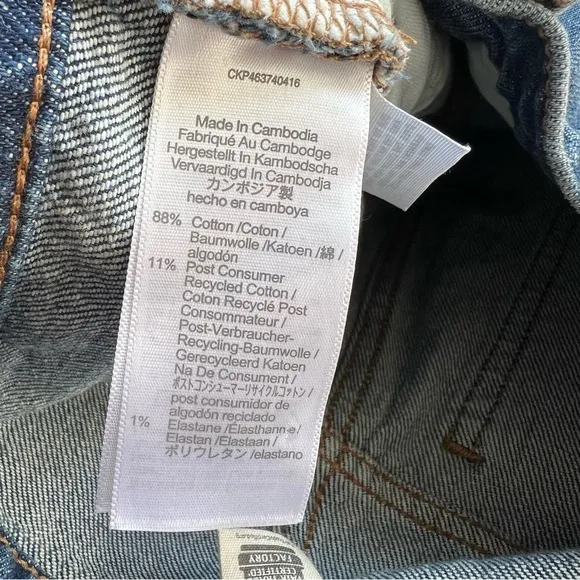 CKP463740416
Made In Cambodia
Fabriqué Au Cambodge
Hergestellt In Kambodscha
Vervaardigd In Cambodja
カンボジア製
hecho en camboya
88% Cotton /Coton /
Baumwolle /Katoen /綿 /
algodón
11% Post Consumer
Recycled Cotton /
Coton Recyclé Post
Consommateur /
Post-Verbraucher-
Recycling-Baumwolle /
Gerecycleerd Katoen
Na De Consument /
ポストコンシューマーリサイクルコットン /
post consumidor de
algodón reciclado
1% Elastane /Élasthanne /
Elastan /Elastaan /
ポリウレタン /elastano
CERTIFIED
FACTORY